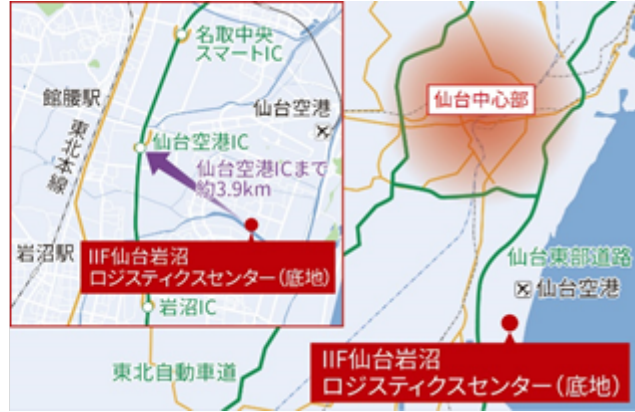 名取中央
スマートIC
館腰駅
仙台空港
東北本線
仙台空港IC
仙台空港ICまで
約3.9km
岩沼駅
IIF仙台岩沼
ロジスティクスセンター(底地)
岩沼IC
仙台中心部
仙台東部道路
仙台空港
東北自動車道
IIF仙台岩沼
ロジスティクスセンター(底地)